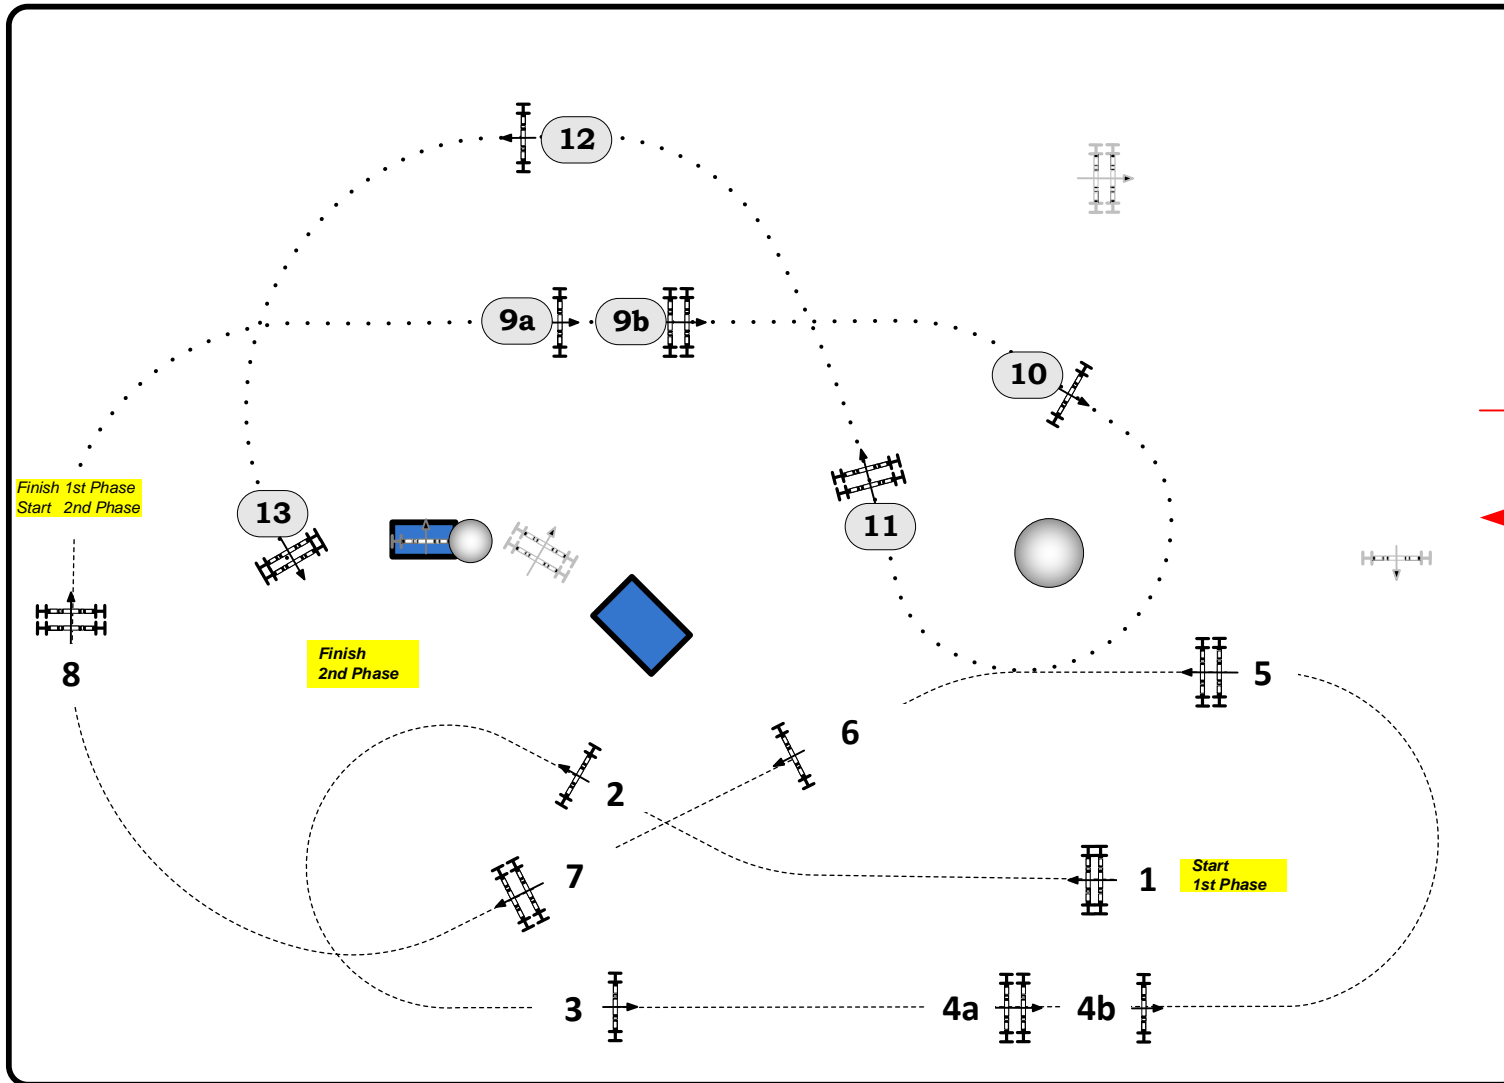 12
9a
9b
10
Finish 1st Phase
Start 2nd Phase
13
11
Finish
2nd Phase
8
5
6
2
7
1
Start
1st Phase
3
4a
4b